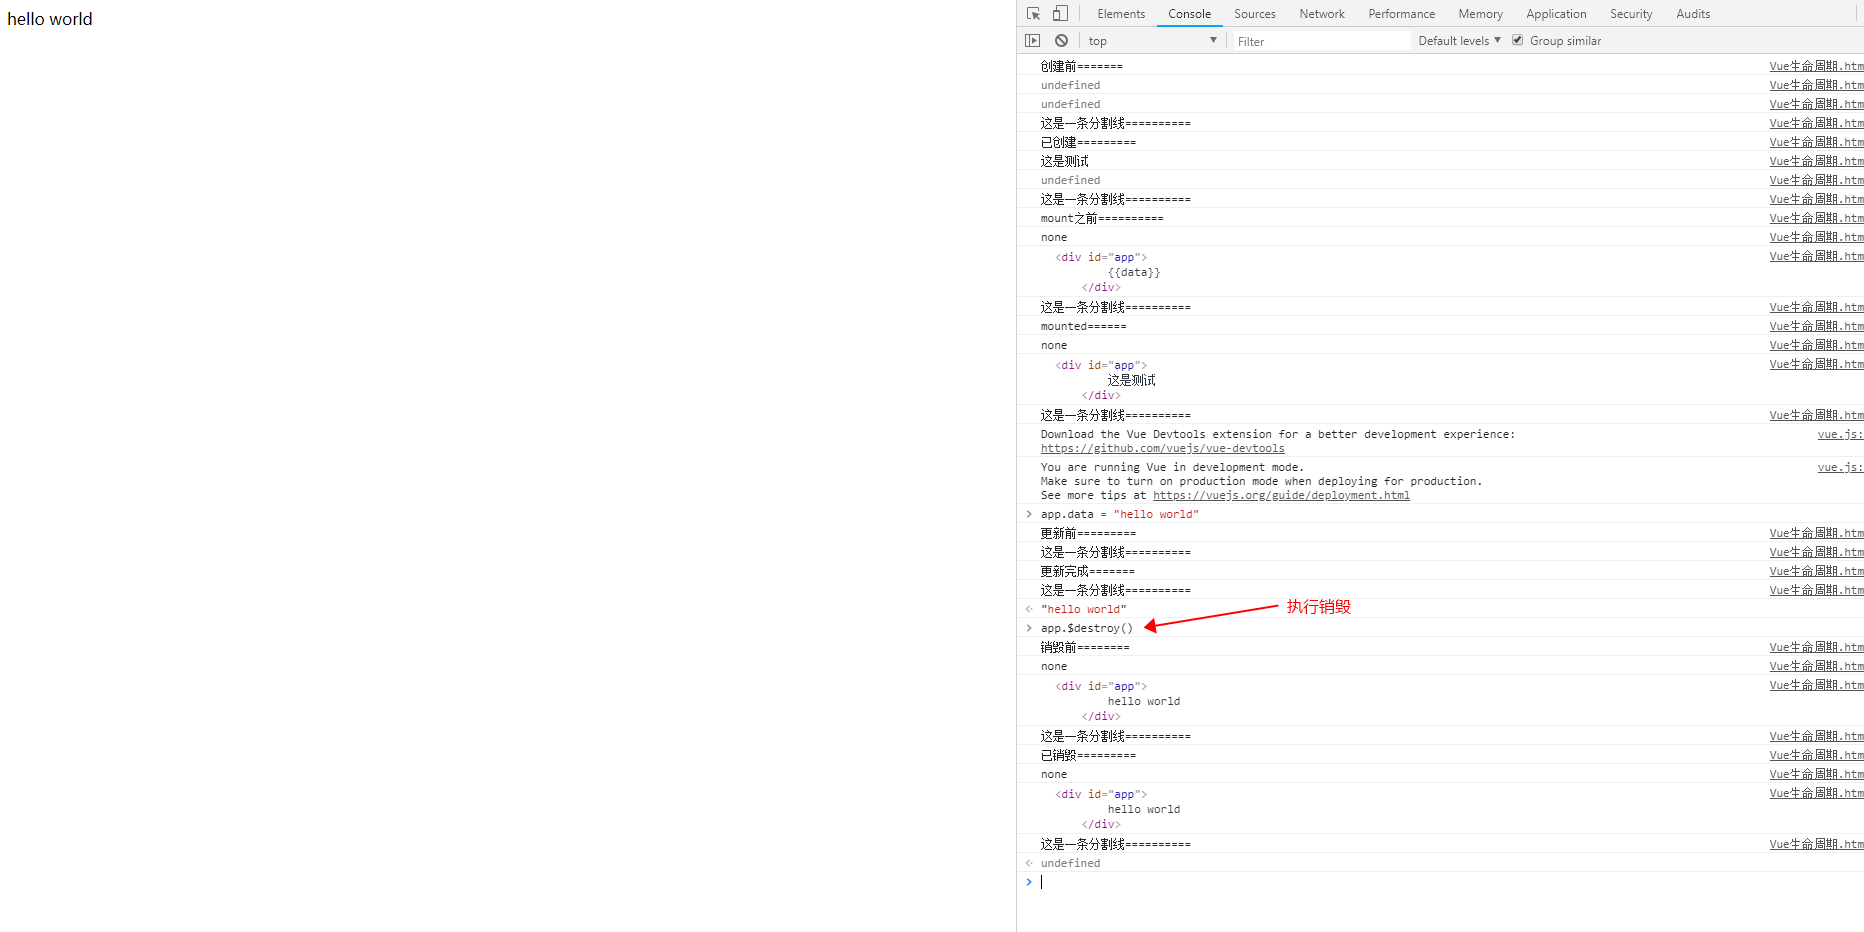 hello world
Elements Console Sources Network Performance Memory Application Security Audits
top Filter Default levels Group similar
创建前======= Vue生命周期.htm
undefined Vue生命周期.htm
undefined Vue生命周期.htm
这是一条分割线========== Vue生命周期.htm
已创建========= Vue生命周期.htm
这是测试 Vue生命周期.htm
undefined Vue生命周期.htm
这是一条分割线========== Vue生命周期.htm
mount之前========== Vue生命周期.htm
none Vue生命周期.htm
<div id="app"> Vue生命周期.htm
{{data}}
</div>
这是一条分割线========== Vue生命周期.htm
mounted====== Vue生命周期.htm
none Vue生命周期.htm
<div id="app"> Vue生命周期.htm
这是测试
</div>
这是一条分割线========== Vue生命周期.htm
Download the Vue Devtools extension for a better development experience: vue.js:
https://github.com/vuejs/vue-devtools
You are running Vue in development mode. vue.js:
Make sure to turn on production mode when deploying for production.
See more tips at https://vuejs.org/guide/deployment.html
> app.data = "hello world"
更新前========= Vue生命周期.htm
这是一条分割线========== Vue生命周期.htm
更新完成======= Vue生命周期.htm
这是一条分割线========== Vue生命周期.htm
"hello world"
执行销毁
> app.$destroy()
销毁前======== Vue生命周期.htm
none Vue生命周期.htm
<div id="app"> Vue生命周期.htm
hello world
</div>
这是一条分割线========== Vue生命周期.htm
已销毁========= Vue生命周期.htm
none Vue生命周期.htm
<div id="app"> Vue生命周期.htm
hello world
</div>
这是一条分割线========== Vue生命周期.htm
undefined
>